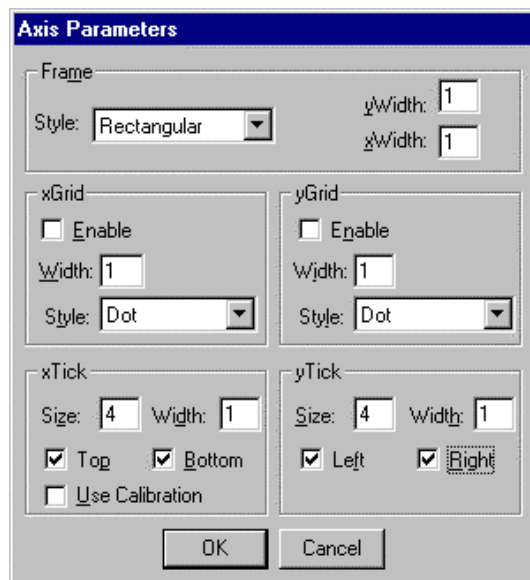 Axis Parameters
Frame
Style: Rectangular
yWidth: 1
xWidth: 1
xGrid
Enable
Width: 1
Style: Dot
yGrid
Enable
Width: 1
Style: Dot
xTick
Size: 4 Width: 1
Top Bottom
Use Calibration
yTick
Size: 4 Width: 1
Left Right
OK Cancel